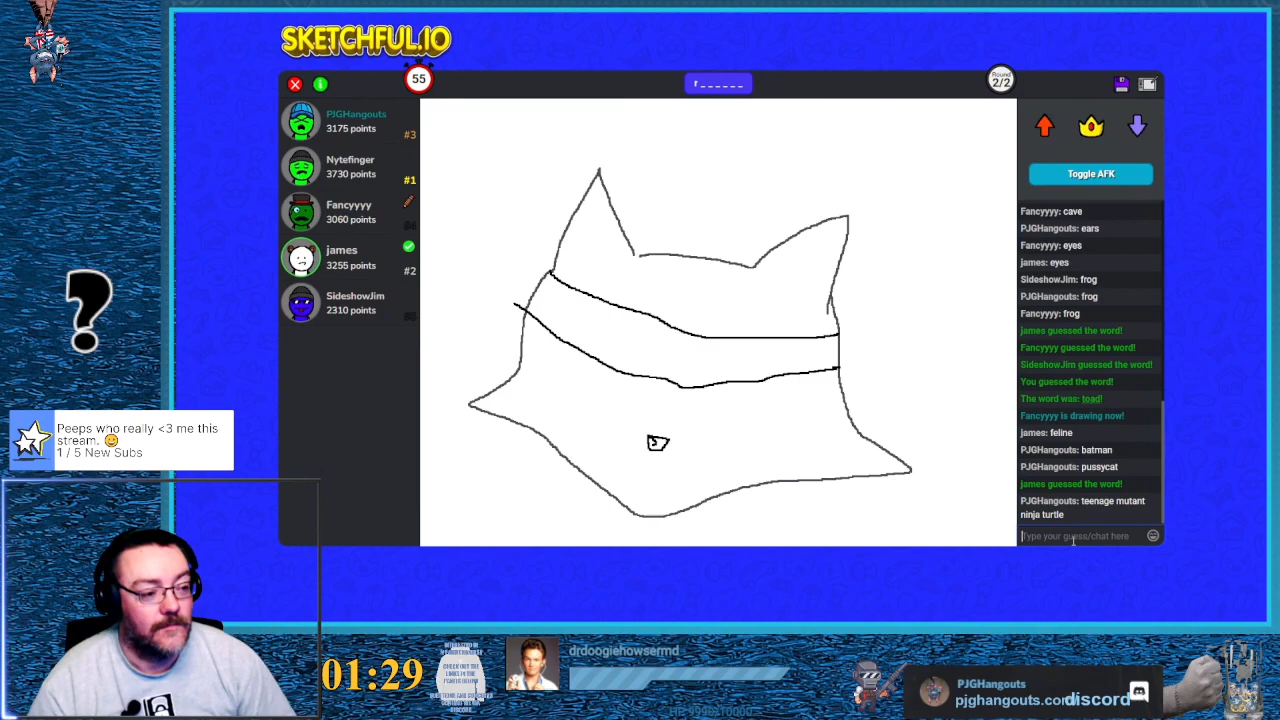 SKETCHFUL.IO
55
r______
Round
2/2
PJGHangouts
3175 points
#3
Nytefinger
3730 points
#1
Fancyyyy
3060 points
james
3255 points
#2
SideshowJim
2310 points
Toggle AFK
Fancyyyy: cave
PJGHangouts: ears
Fancyyyy: eyes
james: eyes
SideshowJim: frog
PJGHangouts: frog
Fancyyyy: frog
james guessed the word!
Fancyyyy guessed the word!
SideshowJim guessed the word!
You guessed the word!
The word was: toad!
Fancyyyy is drawing now!
james: feline
PJGHangouts: batman
PJGHangouts: pussycat
james guessed the word!
PJGHangouts: teenage mutant
ninja turtle
Type your guess/chat here
?
Peeps who really <3 me this
stream. 😀
1 / 5 New Subs
01:29
drdoogiehowsermd
PJGHangouts
pjghangouts.com/discord